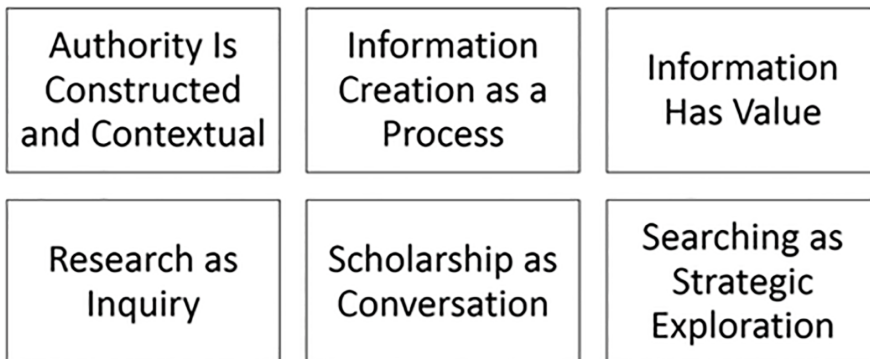 Authority Is
Constructed
and Contextual
Information
Creation as a
Process
Information
Has Value
Research as
Inquiry
Scholarship as
Conversation
Searching as
Strategic
Exploration